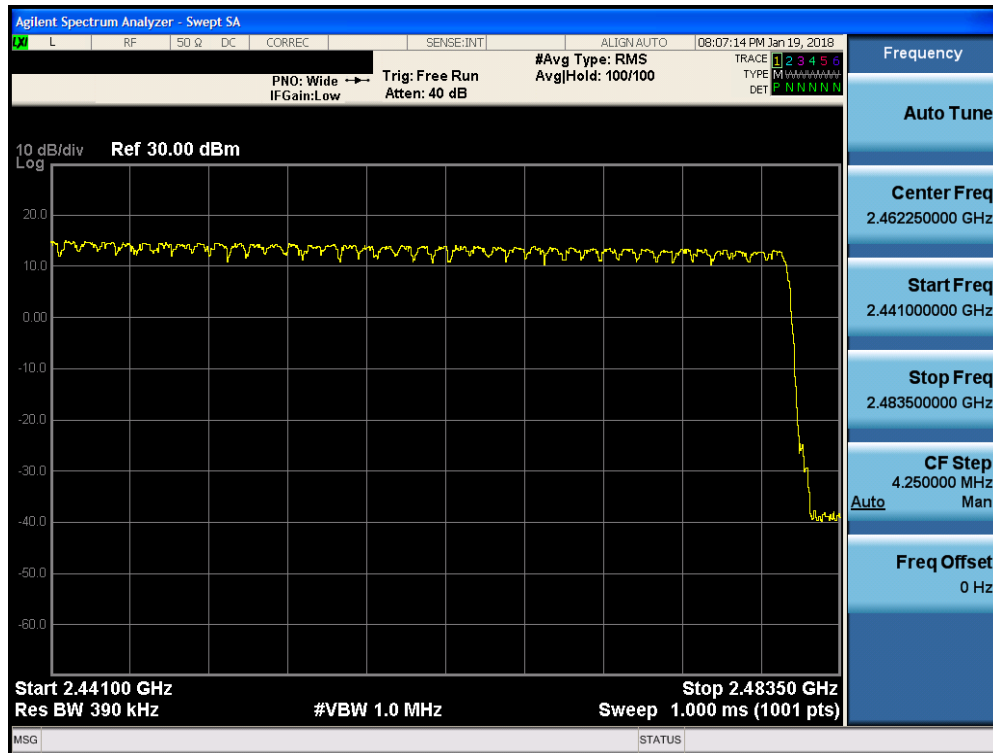 Agilent Spectrum Analyzer - Swept SA
LXI L RF 50 Ω DC CORREC SENSE:INT ALIGN AUTO 08:07:14 PM Jan 19, 2018
Frequency
PNO: Wide
IFGain:Low
Trig: Free Run
Atten: 40 dB
#Avg Type: RMS
Avg|Hold: 100/100
TRACE 1 2 3 4 5 6
TYPE M WWWWW
DET P N N N N N
Auto Tune
10 dB/div Ref 30.00 dBm
Log
20.0
10.0
0.00
-10.0
-20.0
-30.0
-40.0
-50.0
-60.0
Center Freq
2.462250000 GHz
Start Freq
2.441000000 GHz
Stop Freq
2.483500000 GHz
CF Step
4.250000 MHz
Auto Man
Freq Offset
0 Hz
Start 2.44100 GHz Stop 2.48350 GHz
Res BW 390 kHz #VBW 1.0 MHz Sweep 1.000 ms (1001 pts)
MSG STATUS